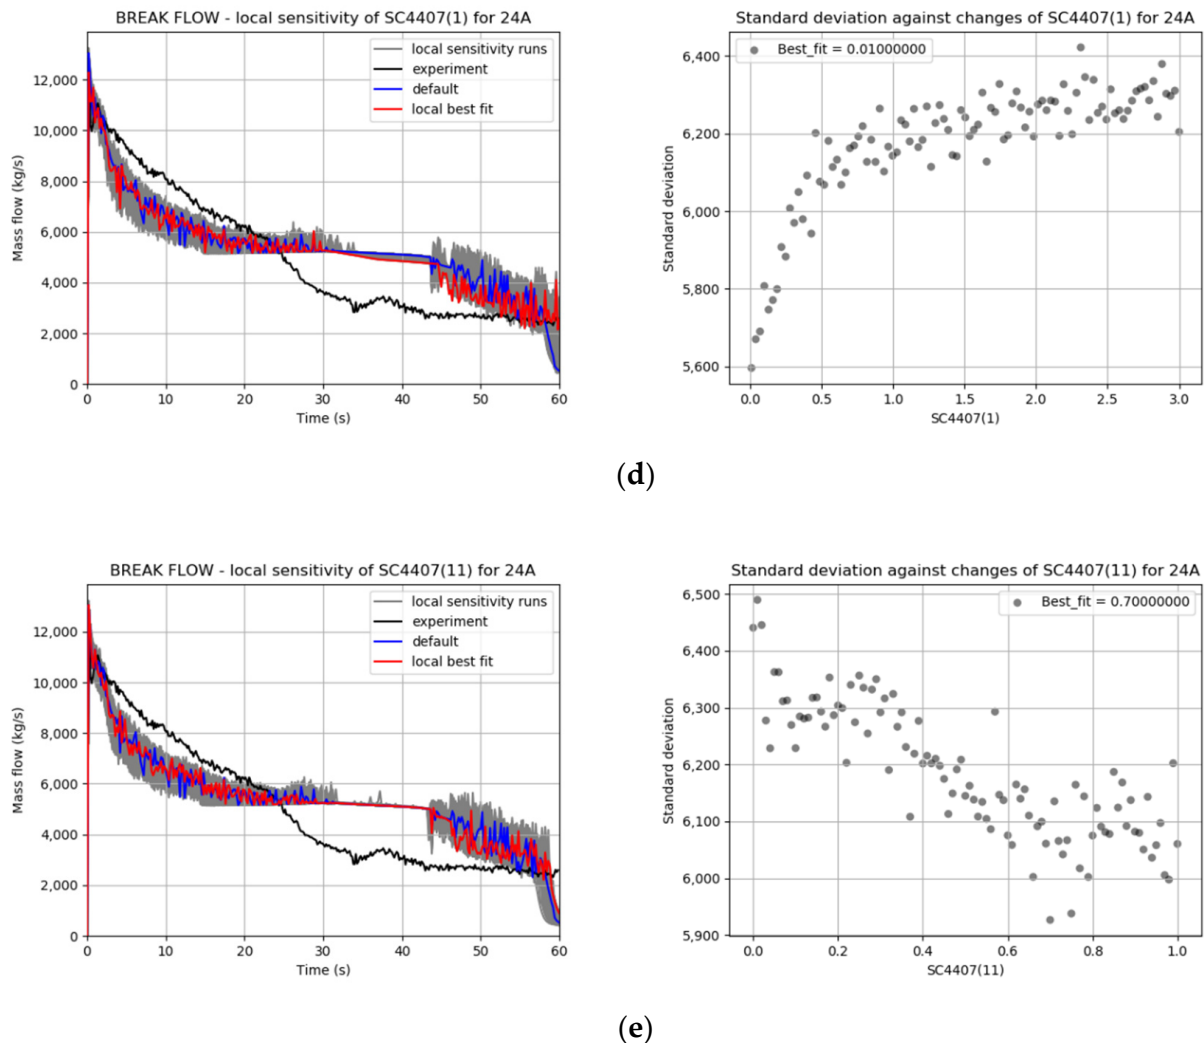 BREAK FLOW - local sensitivity of SC4407(1) for 24A
Mass flow (kg/s)
12,000
10,000
8,000
6,000
4,000
2,000
0
local sensitivity runs
experiment
default
local best fit
0 10 20 30 40 50 60
Time (s)
Standard deviation against changes of SC4407(1) for 24A
Standard deviation
6,400
6,200
6,000
5,800
5,600
Best_fit = 0.01000000
0.0 0.5 1.0 1.5 2.0 2.5 3.0
SC4407(1)
(d)
BREAK FLOW - local sensitivity of SC4407(11) for 24A
Mass flow (kg/s)
12,000
10,000
8,000
6,000
4,000
2,000
0
local sensitivity runs
experiment
default
local best fit
0 10 20 30 40 50 60
Time (s)
Standard deviation against changes of SC4407(11) for 24A
Standard deviation
6,500
6,400
6,300
6,200
6,100
6,000
5,900
Best_fit = 0.70000000
0.0 0.2 0.4 0.6 0.8 1.0
SC4407(11)
(e)